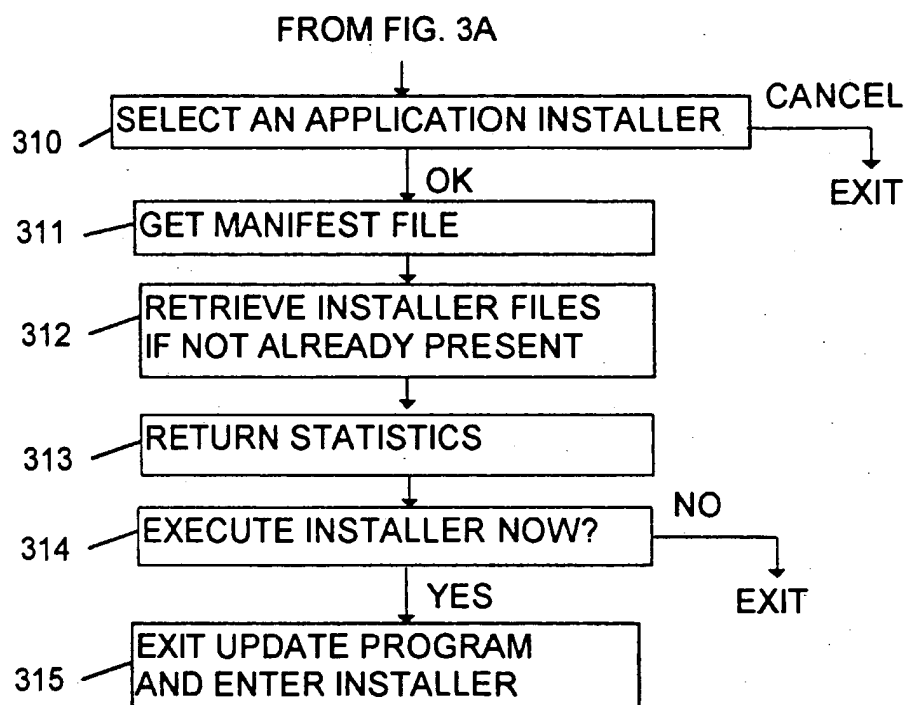 FROM FIG. 3A
CANCEL
310 SELECT AN APPLICATION INSTALLER
EXIT
OK
311 GET MANIFEST FILE
312 RETRIEVE INSTALLER FILES
IF NOT ALREADY PRESENT
313 RETURN STATISTICS
NO
314 EXECUTE INSTALLER NOW?
EXIT
YES
315 EXIT UPDATE PROGRAM
AND ENTER INSTALLER